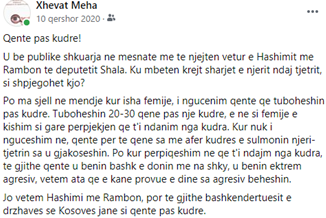 Xhevat Meha
10 qershor 2020 ·
Qente pas kudre!
U be publike shkuarja ne mesnate me te njejten vetur e Hashimit me
Rambon te deputetit Shala. Ku mbeten krejt sharjet e njerit ndaj tjetrit,
si shpjegohet kjo?
Po ma sjell ne mendje kur isha femije, i ngucenim qente qe tuboheshin
pas kudres. Tuboheshin 20-30 qene pas nje kudre, e ne si femije e
kishim si gare perpjekjen qe t'i ndanim nga kudra. Kur nuk i
nguceshim ne, qente per te qene sa me afer kudres e sulmonin njeri-
tjetrin sa u gjakoseshin. Po kur perpiqeshim ne qe t'i ndajm nga kudra,
te gjithe qente u benin bashk e donin me na shky, u benin ektrem
agresiv, vetem ata qe e kane provue e dine sa agresiv beheshin.
Jo vetem Hashimi me Rambon, por te gjithe bashkendertuesit e
drzhaves se Kosoves jane si qente pas kudres.